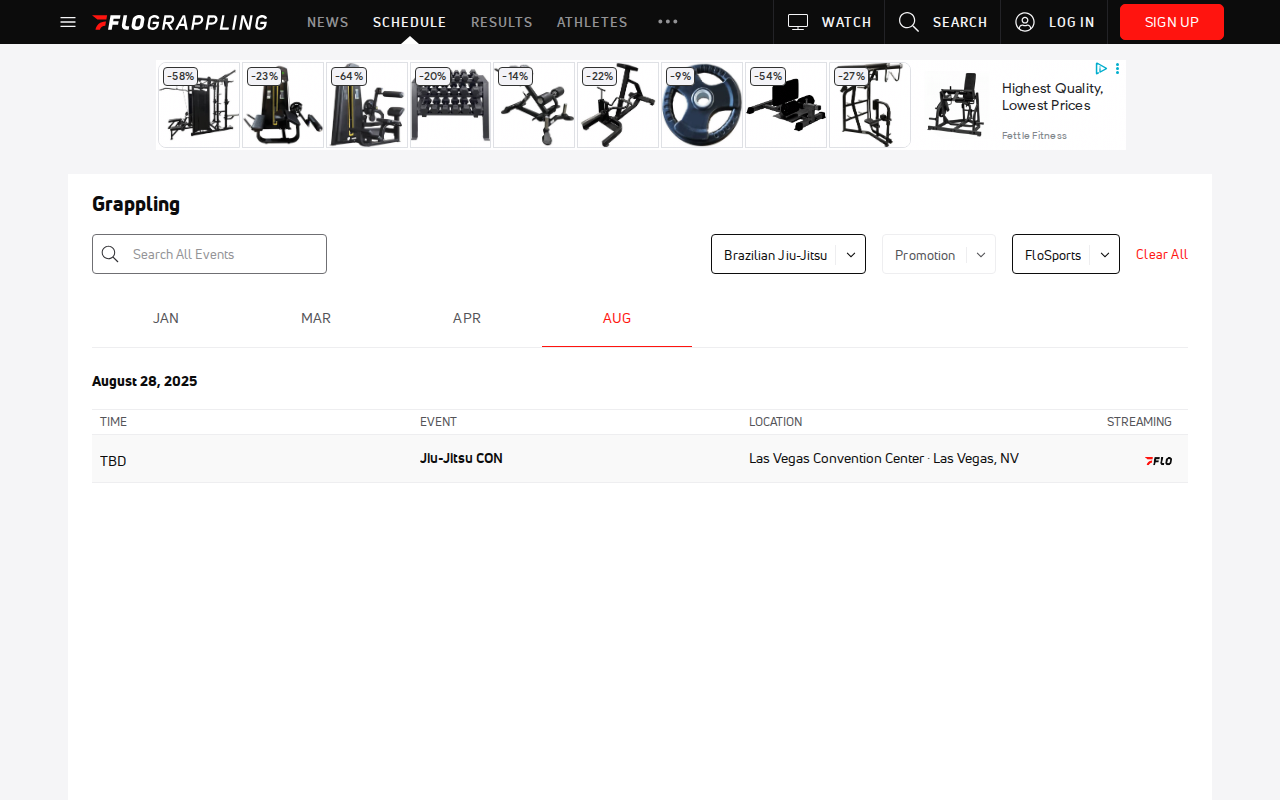 FLOGRAPPLING NEWS SCHEDULE RESULTS ATHLETES WATCH SEARCH LOG IN SIGN UP
-58% -23% -64% -20% -14% -22% -9% -54% -27%
Highest Quality,
Lowest Prices
Fettle Fitness
Grappling
Search All Events Brazilian Jiu-Jitsu Promotion FloSports Clear All
JAN MAR APR AUG
August 28, 2025
TIME EVENT LOCATION STREAMING
TBD Jiu-Jitsu CON Las Vegas Convention Center · Las Vegas, NV FLO